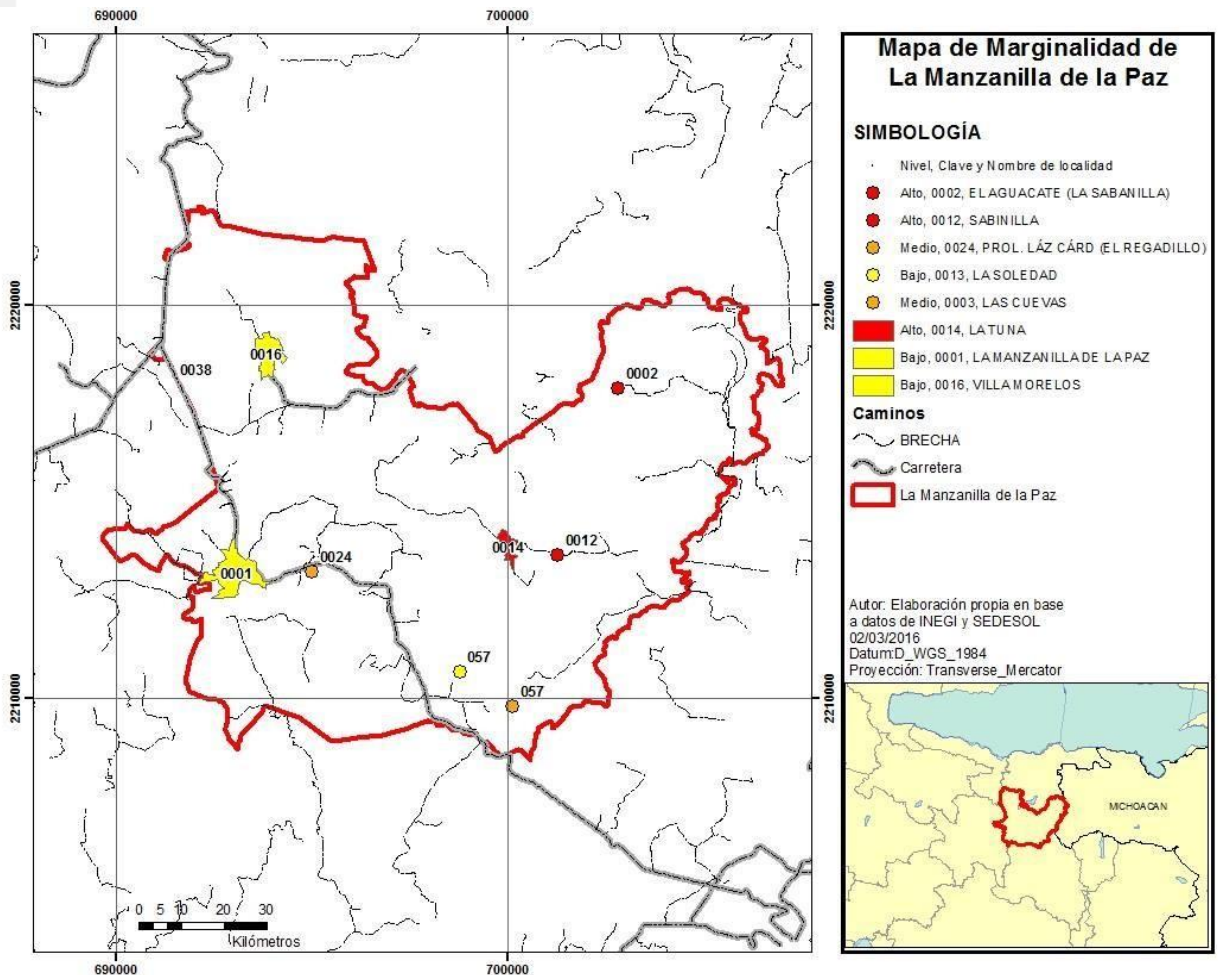 690000
700000
2220000
2220000
0016
0038
0002
0014
0012
0024
0001
057
057
2210000
2210000
0 5 10 20 30
Kilómetros
690000
700000
Mapa de Marginalidad de
La Manzanilla de la Paz
SIMBOLOGÍA
Nivel, Clave y Nombre de localidad
Alto, 0002, EL AGUACATE (LA SABANILLA)
Alto, 0012, SABINILLA
Medio, 0024, PROL. LÁZ CÁRD (EL REGADILLO)
Bajo, 0013, LA SOLEDAD
Medio, 0003, LAS CUEVAS
Alto, 0014, LA TUNA
Bajo, 0001, LA MANZANILLA DE LA PAZ
Bajo, 0016, VILLA MORELOS
Caminos
BRECHA
Carretera
La Manzanilla de la Paz
Autor: Elaboración propia en base
a datos de INEGI y SEDESOL
02/03/2016
Datum:D_WGS_1984
Proyección: Transverse_Mercator
MICHOACAN